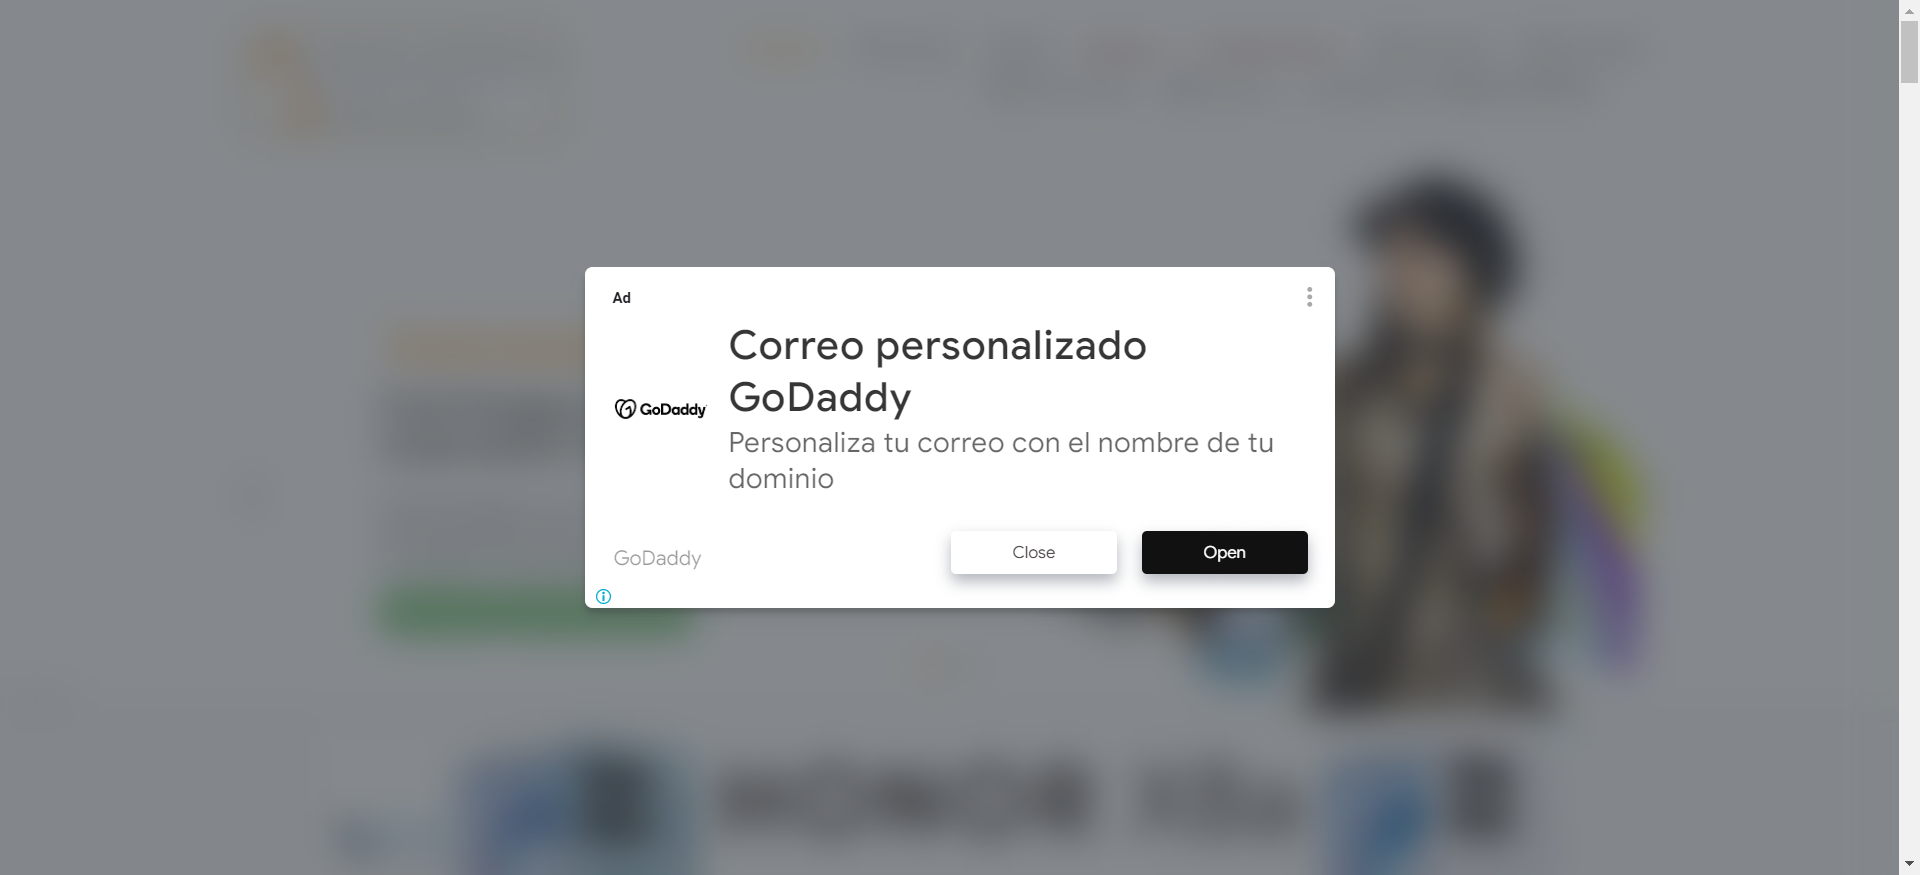 Ad
Correo personalizado
GoDaddy
GoDaddy
Personaliza tu correo con el nombre de tu
dominio
GoDaddy
Close
Open